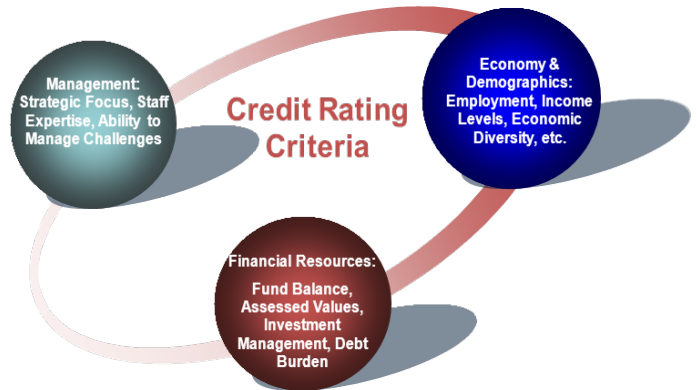 Management:
Strategic Focus, Staff
Expertise, Ability to
Manage Challenges
Credit Rating
Criteria
Economy &
Demographics:
Employment, Income
Levels, Economic
Diversity, etc.
Financial Resources:
Fund Balance,
Assessed Values,
Investment
Management, Debt
Burden